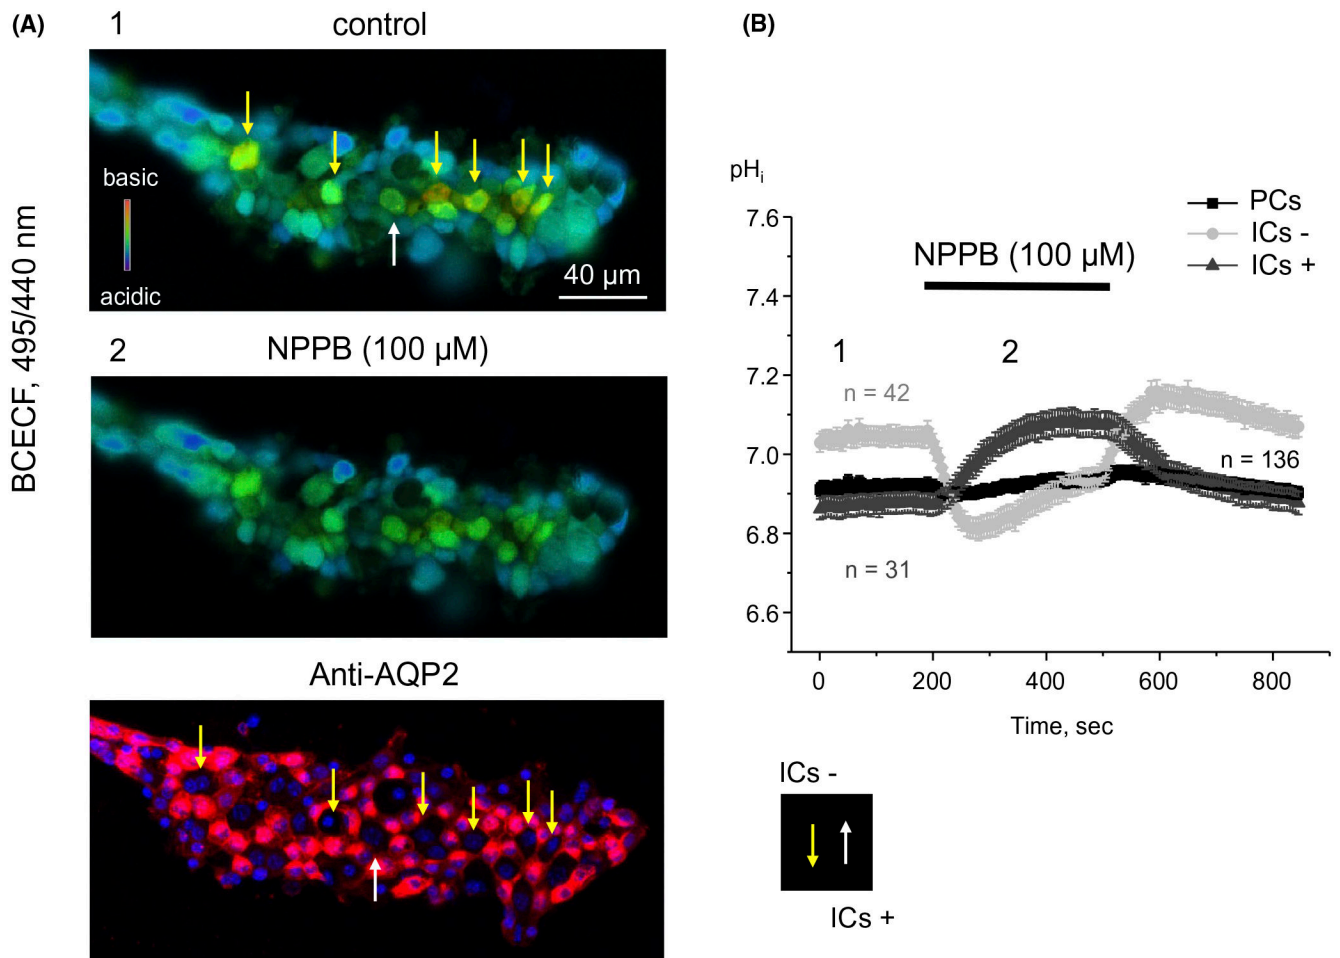 (A)
1
control
basic
acidic
40 µm
BCECF, 495/440 nm
2
NPPB (100 µM)
Anti-AQP2
(B)
pHi
PCs
ICs -
ICs +
NPPB (100 µM)
7.6
7.4
7.2
7.0
6.8
6.6
1
2
n = 42
n = 136
n = 31
0 200 400 600 800
Time, sec
ICs -
ICs +